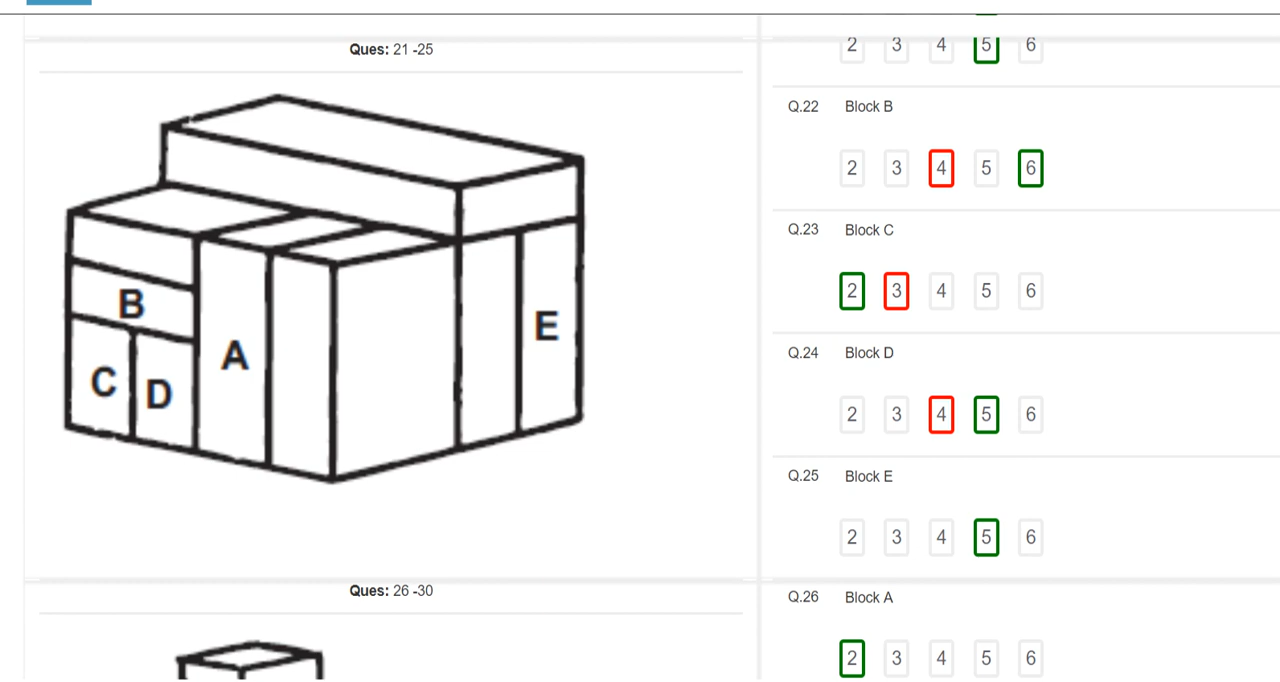 Ques: 21 -25
B
C
D
A
E
Ques: 26 -30
2 3 4 5 6
Q.22 Block B
2 3 4 5 6
Q.23 Block C
2 3 4 5 6
Q.24 Block D
2 3 4 5 6
Q.25 Block E
2 3 4 5 6
Q.26 Block A
2 3 4 5 6